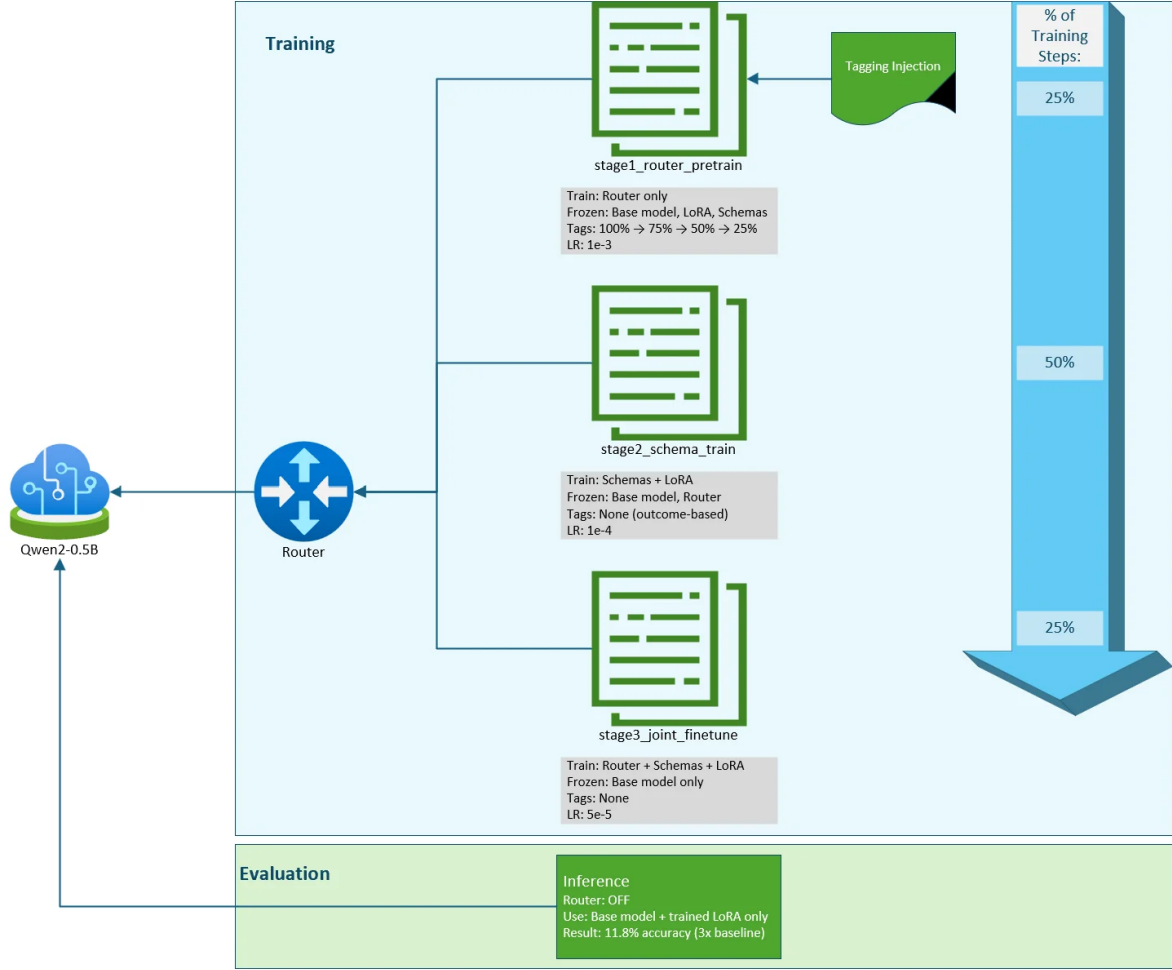 Training
% of
Training
Steps:
Tagging Injection
25%
stage1_router_pretrain
Train: Router only
Frozen: Base model, LoRA, Schemas
Tags: 100% → 75% → 50% → 25%
LR: 1e-3
50%
stage2_schema_train
Train: Schemas + LoRA
Frozen: Base model, Router
Tags: None (outcome-based)
LR: 1e-4
Qwen2-0.5B
Router
25%
stage3_joint_finetune
Train: Router + Schemas + LoRA
Frozen: Base model only
Tags: None
LR: 5e-5
Evaluation
Inference
Router: OFF
Use: Base model + trained LoRA only
Result: 11.8% accuracy (3x baseline)